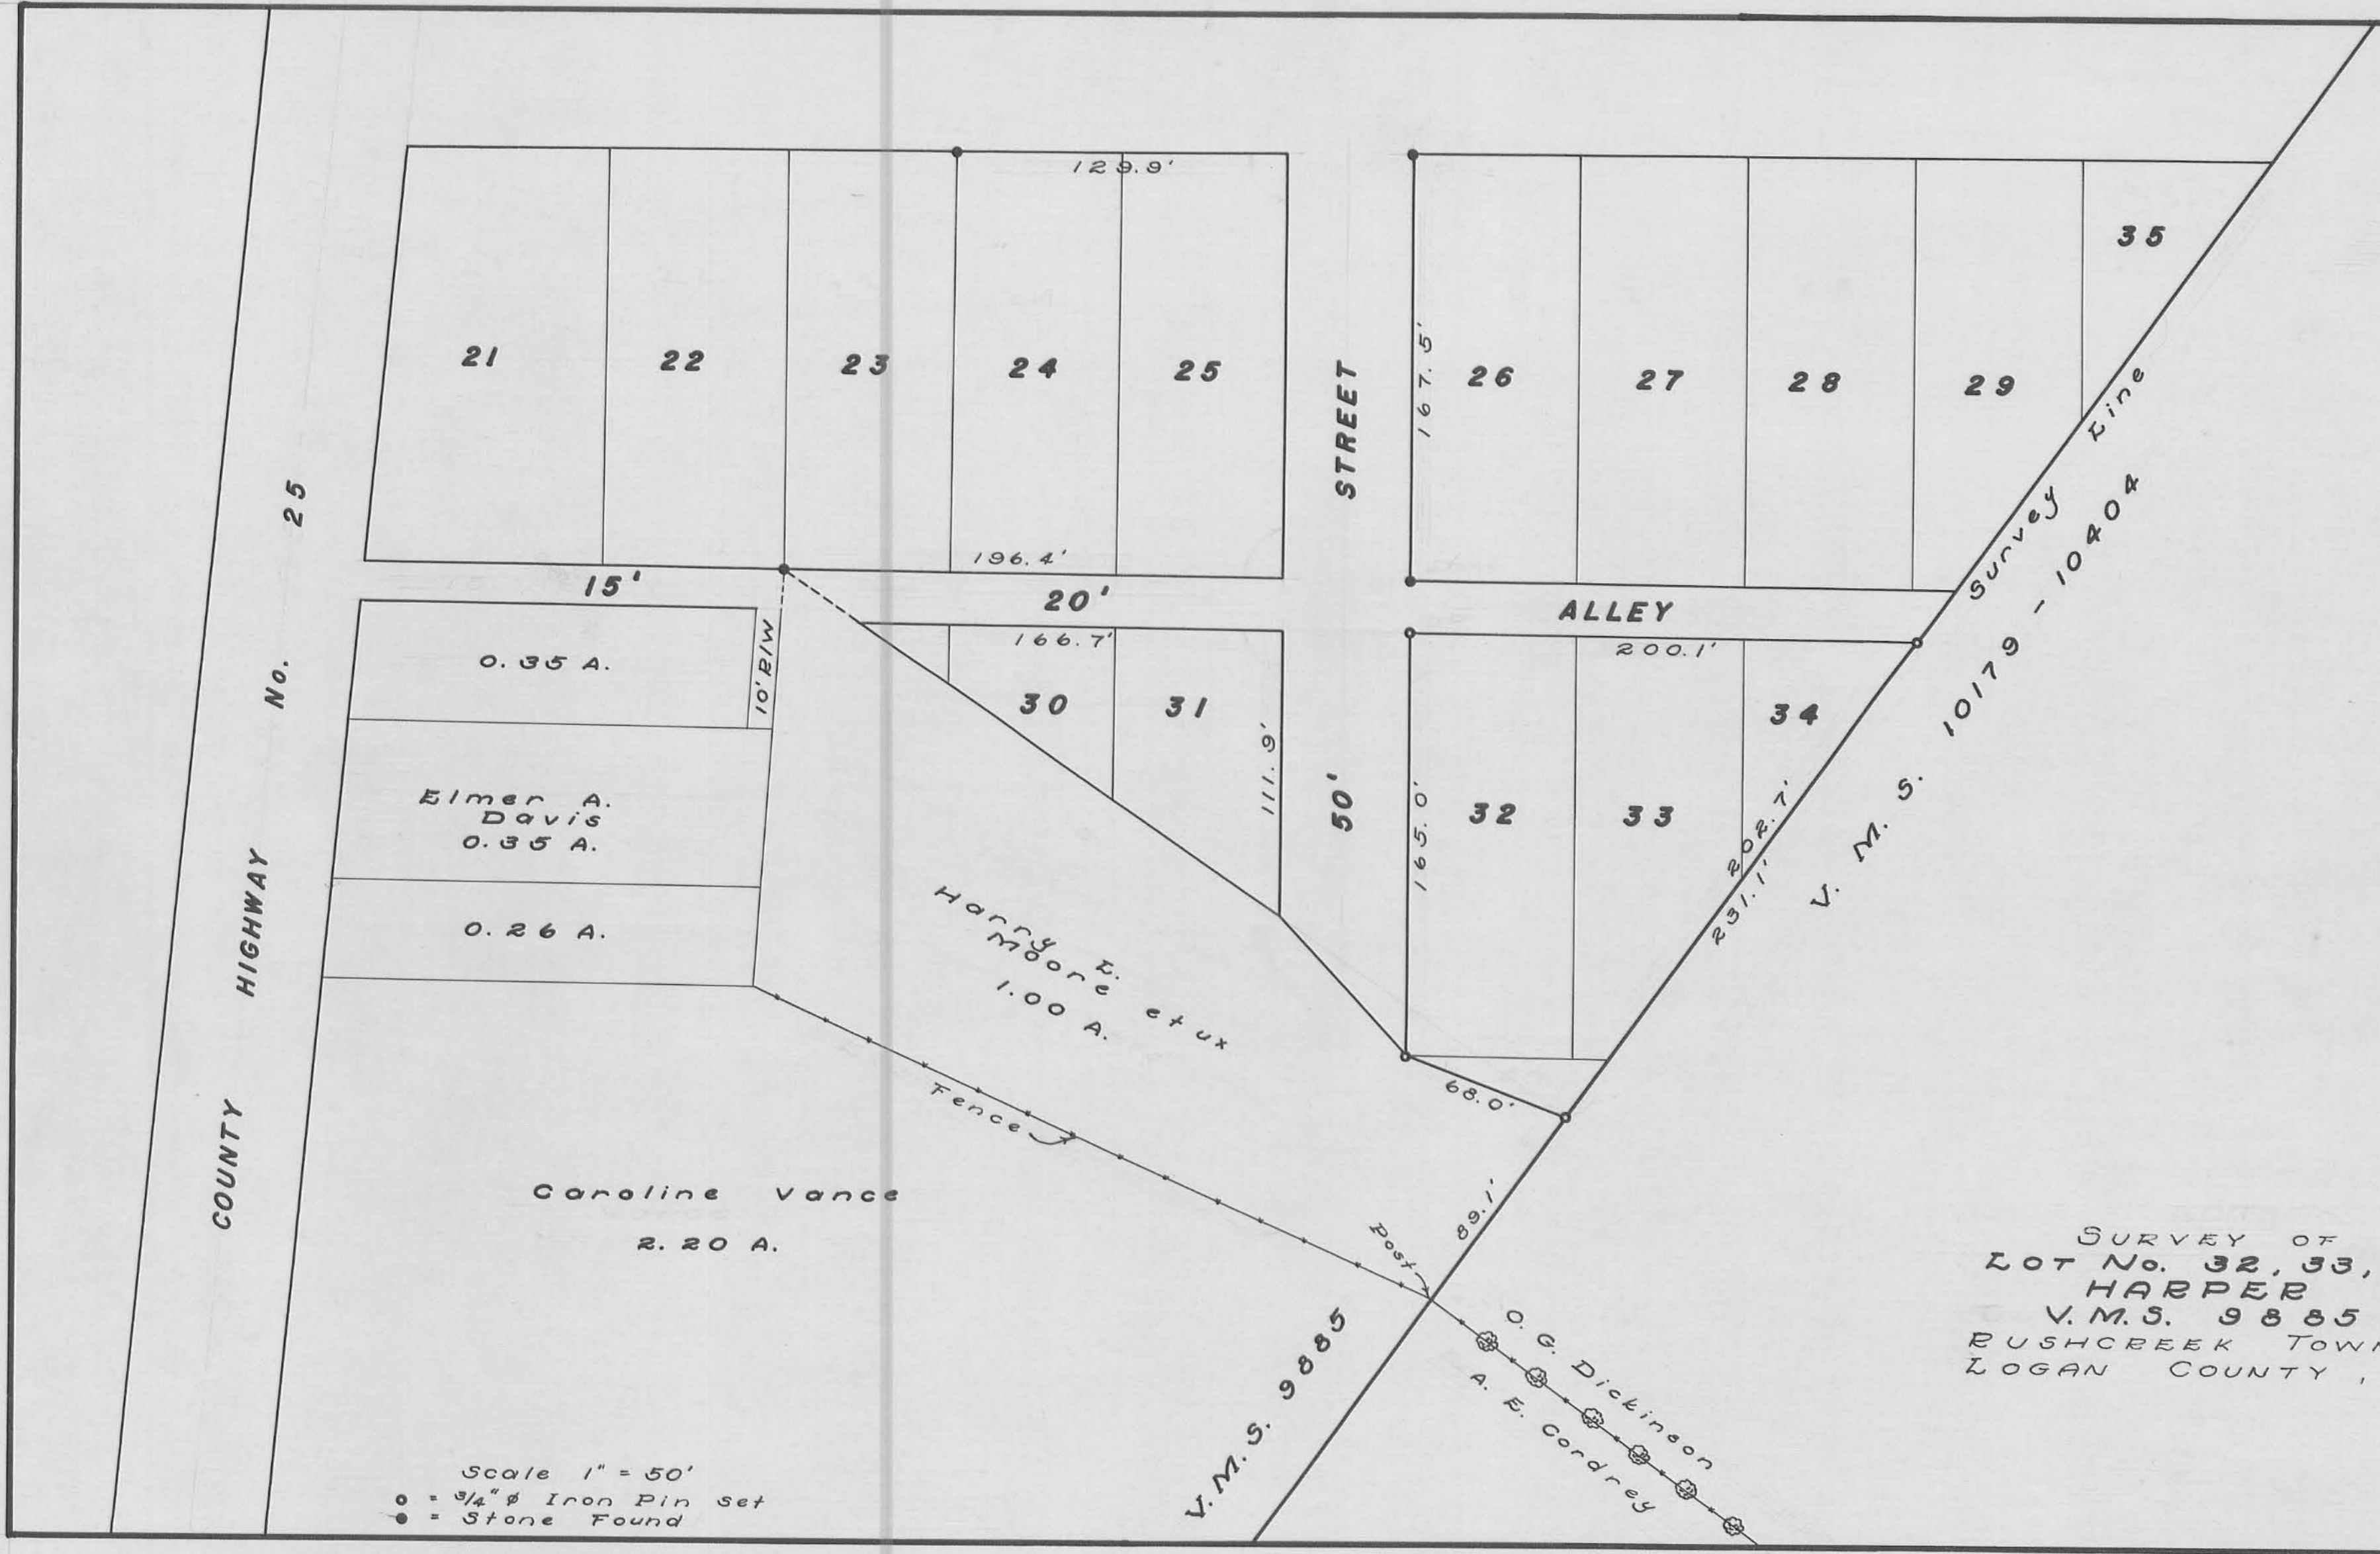 129.9'
21
22
23
24
25
26
27
28
29
35
167.5'
STREET
50'
196.4'
15'
20'
ALLEY
10' R/W
0.35 A.
Elmer A.
Davis
0.35 A.
0.26 A.
166.7'
30
31
111.9'
200.1'
32
33
34
165.0'
202.7'
231.1'
68.0'
89.1'
Survey Line
V. M. S. 10179 - 10404
COUNTY HIGHWAY No. 25
Harry L.
Moore et ux
1.00 A.
Fence
Caroline Vance
2.20 A.
Post
V. M. S. 9885
O. G. Dickinson
A. E. Cordrey
SURVEY OF
LOT No. 32, 33,
HARPER
V.M.S. 9885
RUSHCREEK TOWN
LOGAN COUNTY,
Scale 1" = 50'
o = 3/4" ϕ Iron Pin set
● = Stone Found